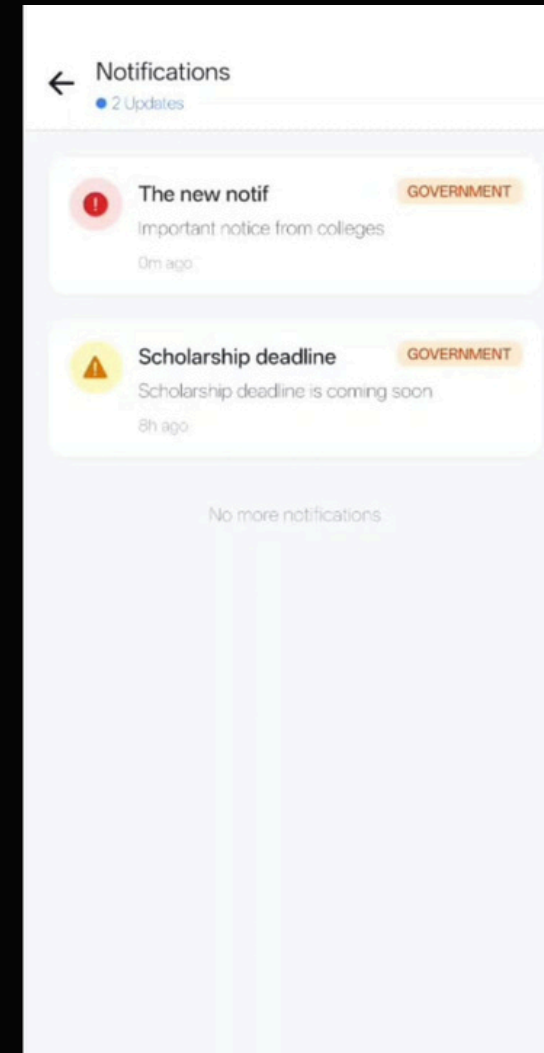 Notifications
2 Updates
The new notif
GOVERNMENT
Important notice from colleges
0m ago
Scholarship deadline
GOVERNMENT
Scholarship deadline is coming soon
8h ago
No more notifications